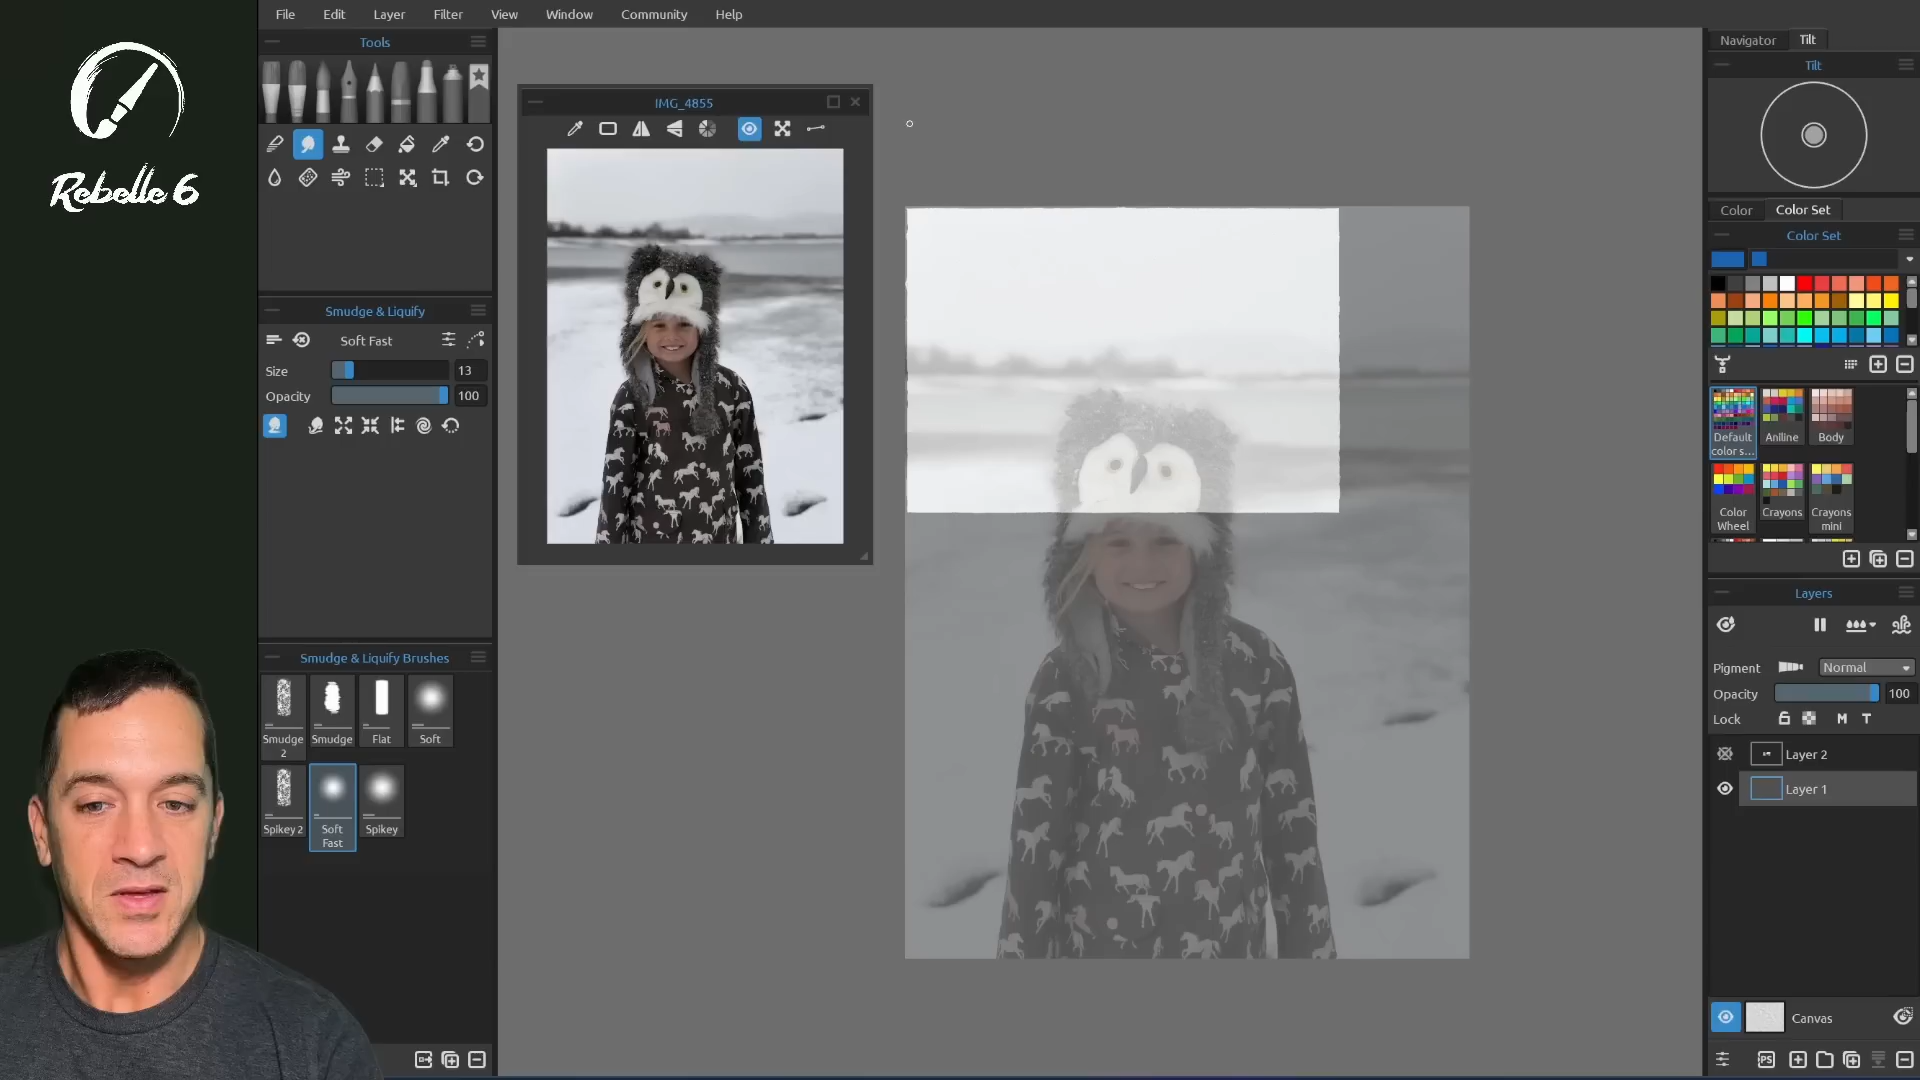 Rebelle 6
File Edit Layer Filter View Window Community Help
Tools
Smudge & Liquify
Soft Fast
Size 13
Opacity 100
Smudge & Liquify Brushes
Smudge 2 Smudge Flat Soft
Spikey 2 Soft Fast Spikey
IMG_4855
Navigator Tilt
Tilt
Color Color Set
Color Set
Default color s... Aniline Body
Color Wheel Crayons Crayons mini
Layers
Pigment Normal
Opacity 100
Lock M T
Layer 2
Layer 1
Canvas
PS